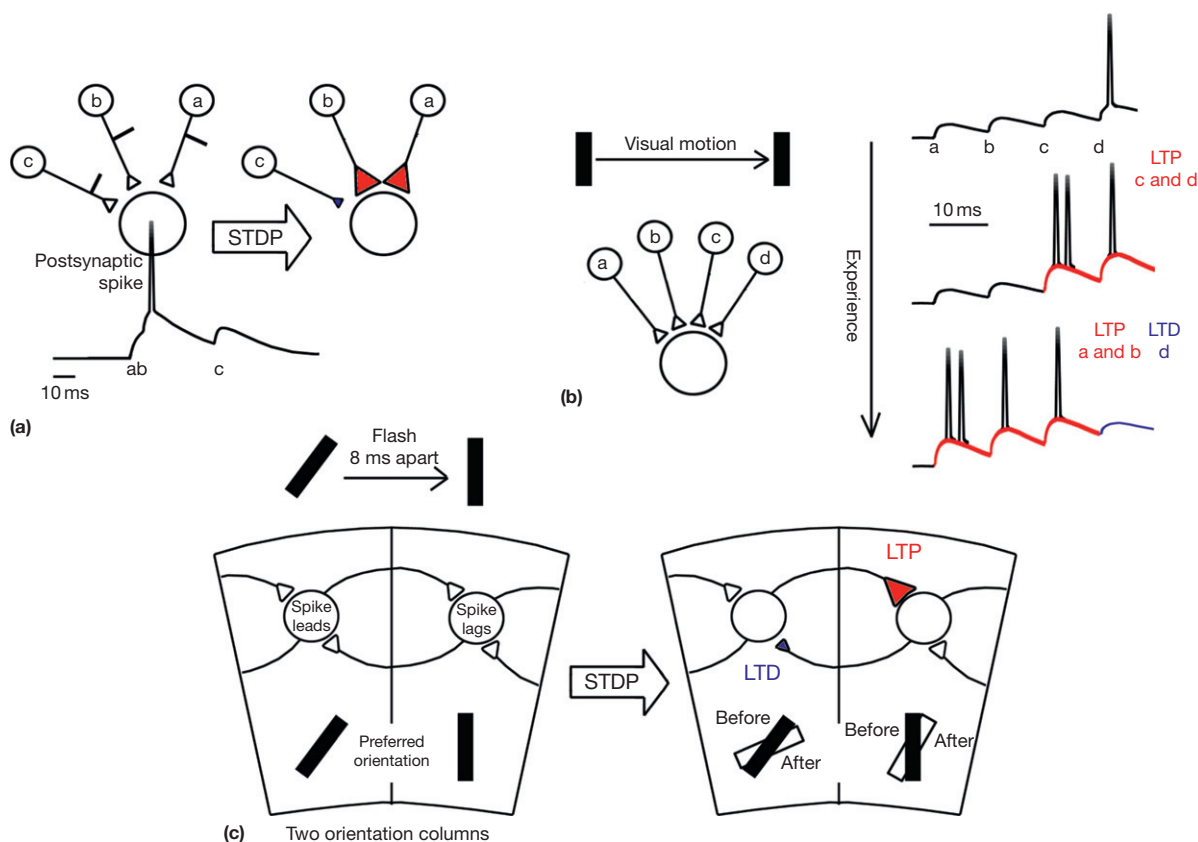 b
a
c
Postsynaptic
spike
ab
c
10 ms
STDP
b
a
c
(a)
Visual motion
a
b
c
d
(b)
Experience
a
b
c
d
LTP
c and d
10 ms
LTP
a and b
LTD
d
Flash
8 ms apart
Spike
leads
Spike
lags
Preferred
orientation
STDP
LTP
LTD
Before
After
Before
After
(c)
Two orientation columns